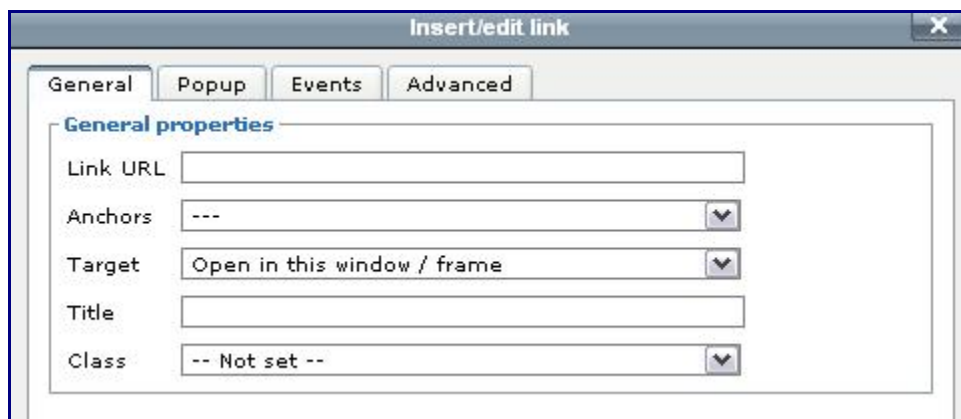 Insert/edit link
General Popup Events Advanced
General properties
Link URL
Anchors ---
Target Open in this window / frame
Title
Class -- Not set --